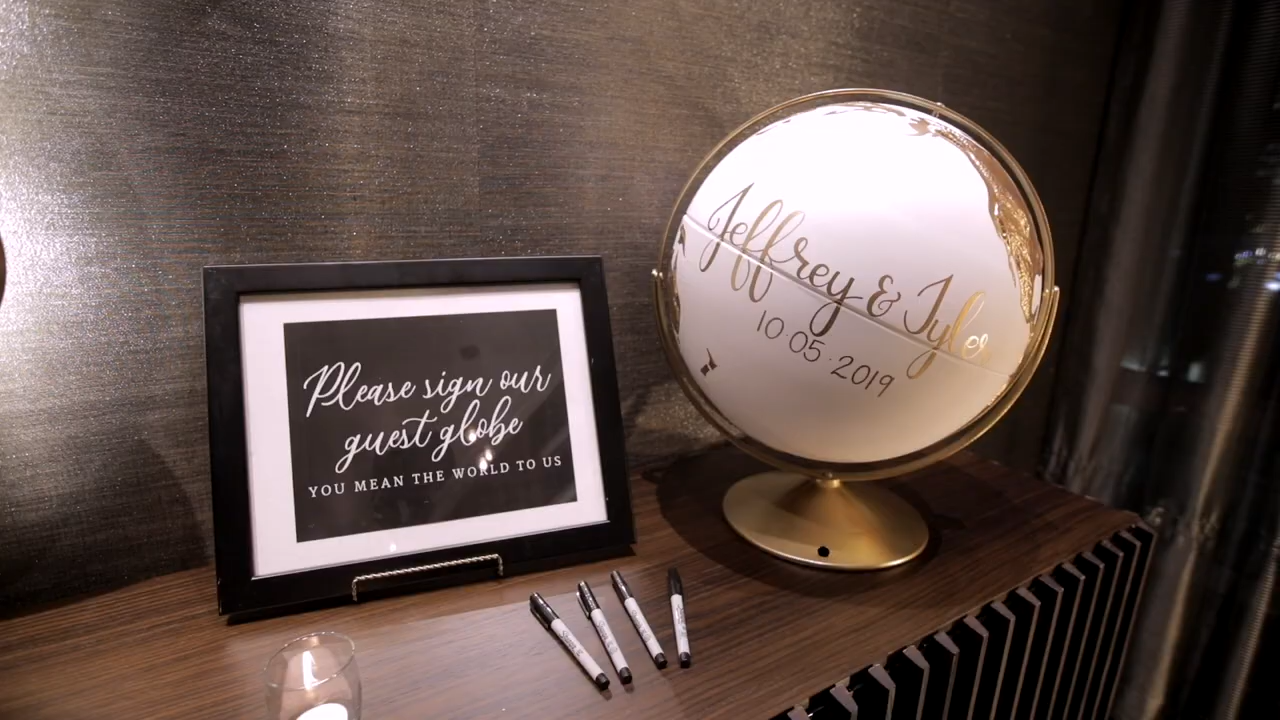 Please sign our
guest globe
YOU MEAN THE WORLD TO US
Jeffrey & Tyler
10.05.2019